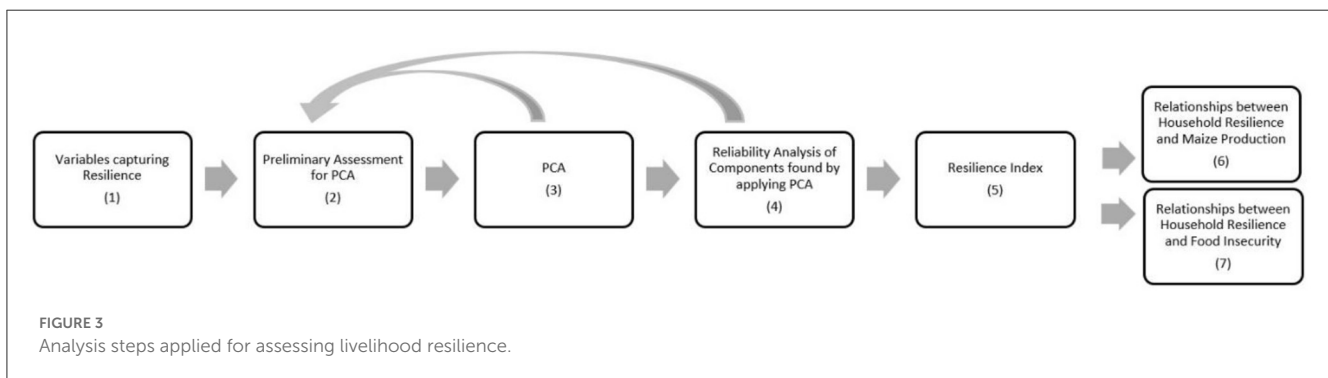 Variables capturing
Resilience
(1)
Preliminary Assessment
for PCA
(2)
PCA
(3)
Reliability Analysis of
Components found by
applying PCA
(4)
Resilience Index
(5)
Relationships between
Household Resilience
and Maize Production
(6)
Relationships between
Household Resilience
and Food Insecurity
(7)
FIGURE 3
Analysis steps applied for assessing livelihood resilience.